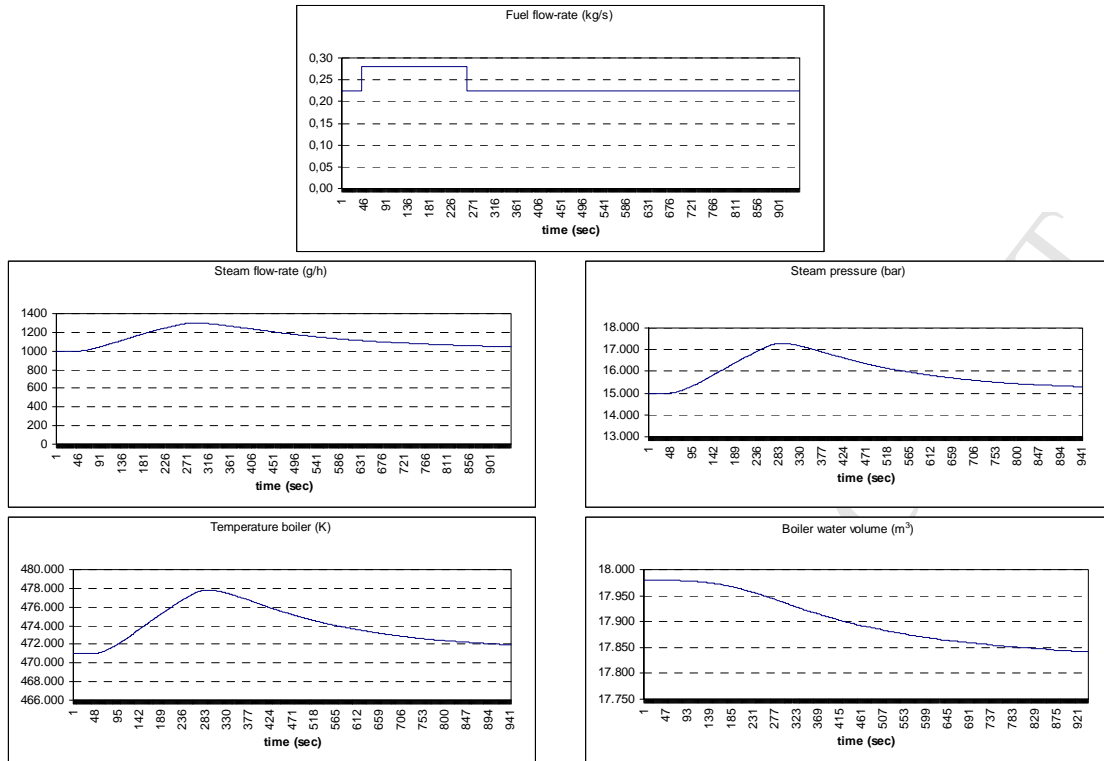 Fuel flow-rate (kg/s)
0,30
0,25
0,20
0,15
0,10
0,05
0,00
1 46 91 136 181 226 271 316 361 406 451 496 541 586 631 676 721 766 811 856 901
time (sec)
Steam flow-rate (g/h)
1400
1200
1000
800
600
400
200
0
1 46 91 136 181 226 271 316 361 406 451 496 541 586 631 676 721 766 811 856 901
time (sec)
Steam pressure (bar)
18.000
17.000
16.000
15.000
14.000
13.000
1 48 95 142 189 236 283 330 377 424 471 518 565 612 659 706 753 800 847 894 941
time (sec)
Temperature boiler (K)
480.000
478.000
476.000
474.000
472.000
470.000
468.000
466.000
1 48 95 142 189 236 283 330 377 424 471 518 565 612 659 706 753 800 847 894 941
time (sec)
Boiler water volume (m³)
18.000
17.950
17.900
17.850
17.800
17.750
1 47 93 139 185 231 277 323 369 415 461 507 553 599 645 691 737 783 829 875 921
time (sec)